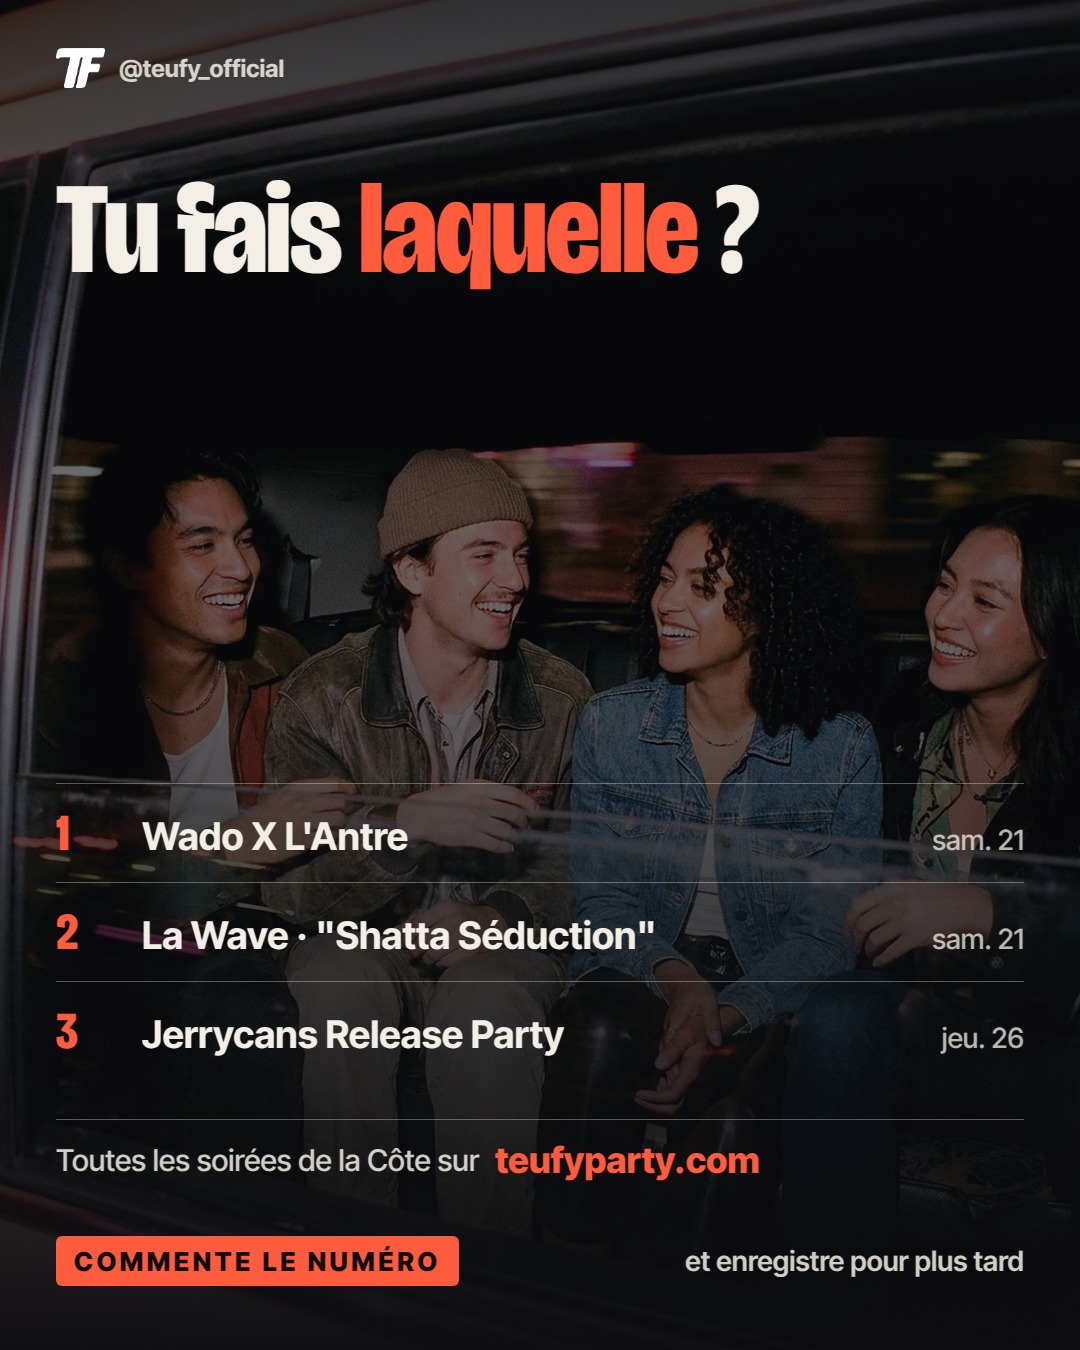 TF @teufy_official
Tu fais laquelle ?
1 Wado X L'Antre sam. 21
2 La Wave · "Shatta Séduction" sam. 21
3 Jerrycans Release Party jeu. 26
Toutes les soirées de la Côte sur teufyparty.com
COMMENTE LE NUMÉRO et enregistre pour plus tard